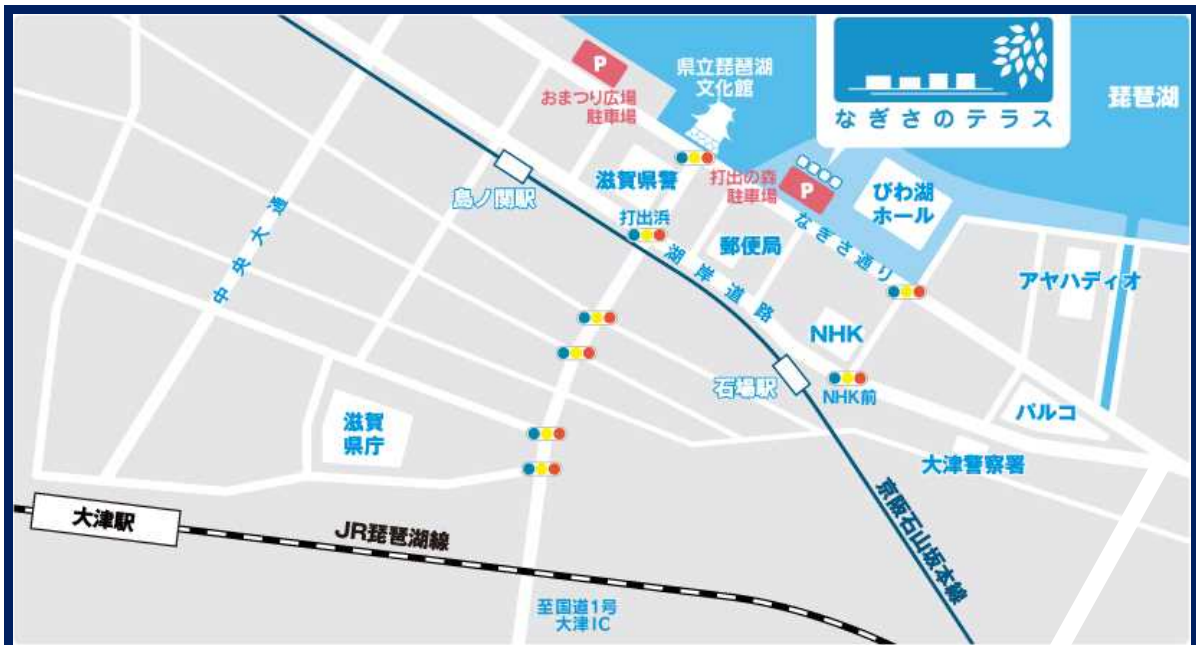 P
おまつり広場
駐車場
県立琵琶湖
文化館
なぎさのテラス
琵琶湖
島ノ関駅
滋賀県警
打出の森
駐車場
P
びわ湖
ホール
打出浜
郵便局
なぎさ通り
中央大通
湖岸道路
アヤハディオ
NHK
石場駅
NHK前
パルコ
滋賀
県庁
大津警察署
大津駅
JR琵琶湖線
京阪石山坂本線
至国道1号
大津IC